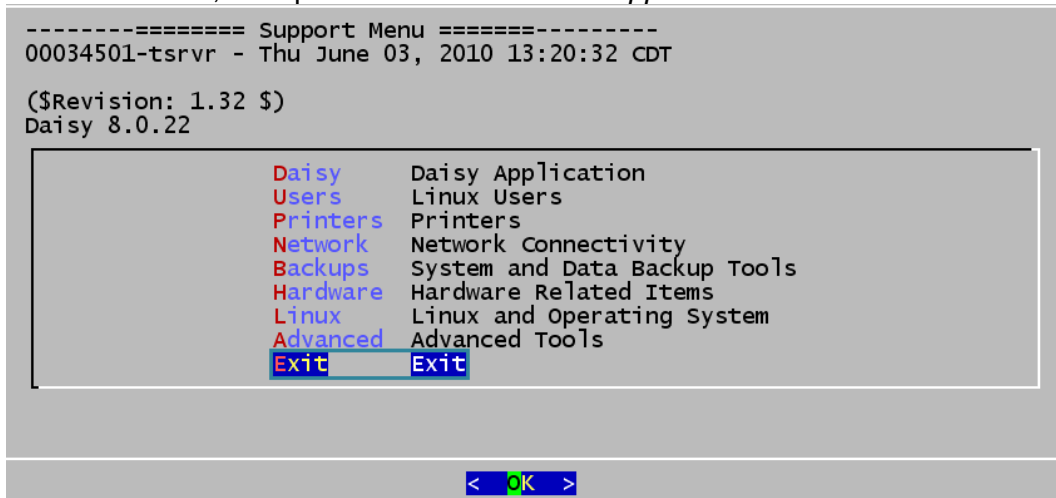 --------======== Support Menu =======---------
00034501-tsrvr - Thu June 03, 2010 13:20:32 CDT
($Revision: 1.32 $)
Daisy 8.0.22
Daisy Daisy Application
Users Linux Users
Printers Printers
Network Network Connectivity
Backups System and Data Backup Tools
Hardware Hardware Related Items
Linux Linux and Operating System
Advanced Advanced Tools
Exit Exit
< OK >